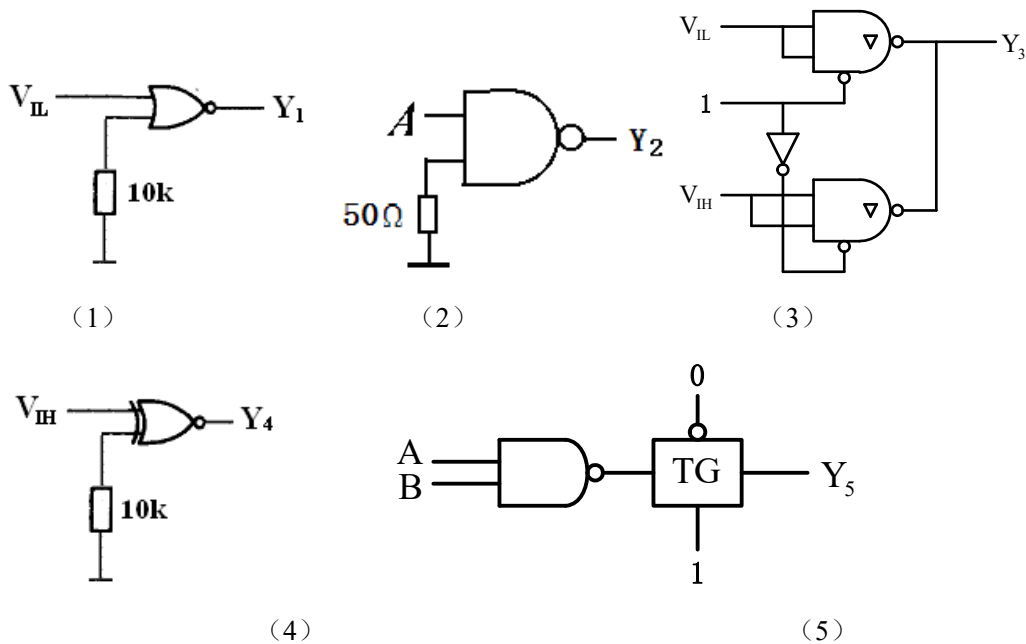 V_IL Y_1
10k
(1)
A Y_2
50Ω
(2)
V_IL Y_3
1
V_IH
(3)
V_IH Y_4
10k
(4)
0
A
B TG Y_5
1
(5)